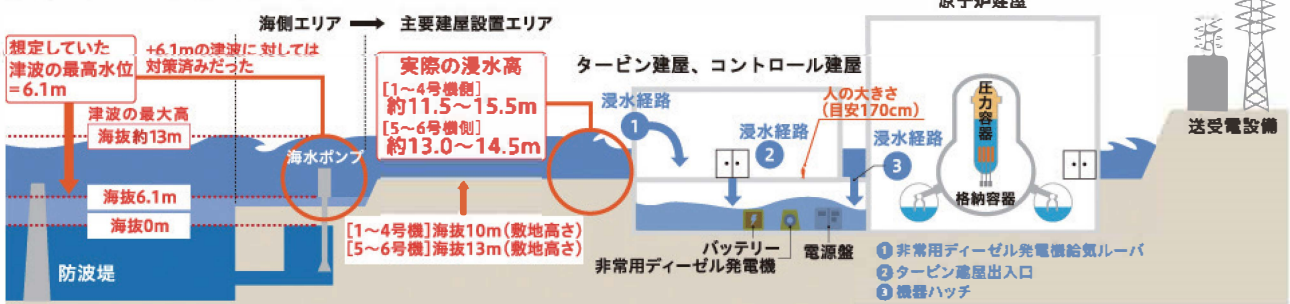 原子炉建屋
海側エリア
主要建屋設置エリア
想定していた
津波の最高水位
=6.1m
+6.1mの津波に対しては
対策済みだった
実際の浸水高
[1〜4号機側]
約11.5〜15.5m
[5〜6号機側]
約13.0〜14.5m
タービン建屋、コントロール建屋
人の大きさ
(目安170cm)
浸水経路
1
浸水経路
2
浸水経路
3
圧力容器
格納容器
送受電設備
津波の最大高
海抜約13m
海水ポンプ
海抜6.1m
海抜0m
[1〜4号機]海抜10m(敷地高さ)
[5〜6号機]海抜13m(敷地高さ)
防波堤
バッテリー
非常用ディーゼル発電機
電源盤
1 非常用ディーゼル発電機給気ルーバ
2 タービン建屋出入口
3 機器ハッチ